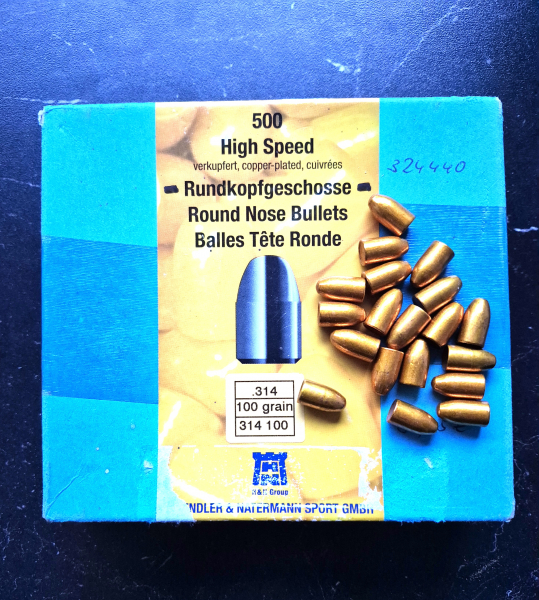 500
High Speed
verkupfert, copper-plated, cuivrées
Rundkopfgeschosse
Round Nose Bullets
Balles Tête Ronde
324440
.314
100 grain
314 100
H&N Group
NDLER & NATERMANN SPORT GMBH